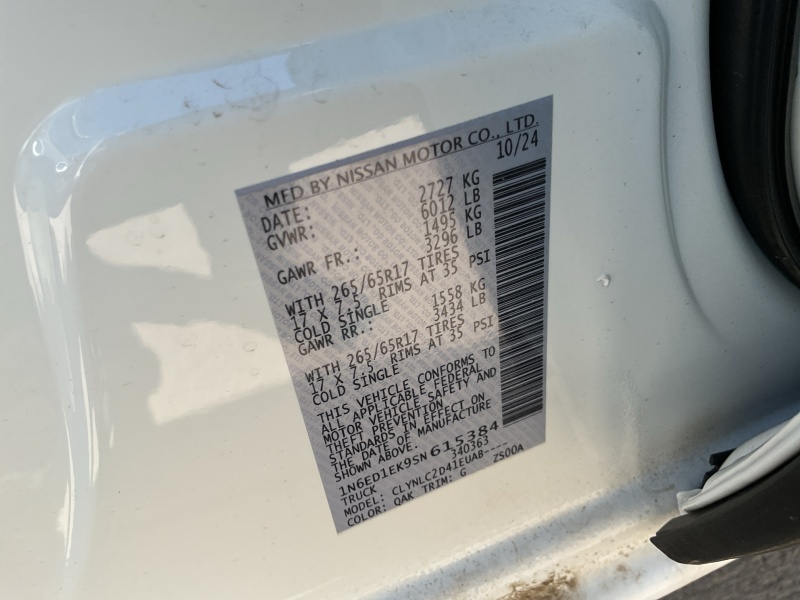 MFD BY NISSAN MOTOR CO., LTD.
DATE: 10/24
GVWR: 2727 KG
6012 LB
GAWR FR.: 1495 KG
3296 LB
WITH 265/65R17 TIRES
17 X 7.5 RIMS AT 35 PSI
COLD SINGLE
GAWR RR.: 1558 KG
3434 LB
WITH 265/65R17 TIRES
17 X 7.5 RIMS AT 35 PSI
COLD SINGLE
THIS VEHICLE CONFORMS TO
ALL APPLICABLE FEDERAL
MOTOR VEHICLE SAFETY AND
THEFT PREVENTION
STANDARDS IN EFFECT ON
THE DATE OF MANUFACTURE
SHOWN ABOVE.
1N6ED1EK9SN615384
TRUCK 340363
MODEL: CLYNLC2D41EUAB----
COLOR: QAK TRIM: G ZS00A